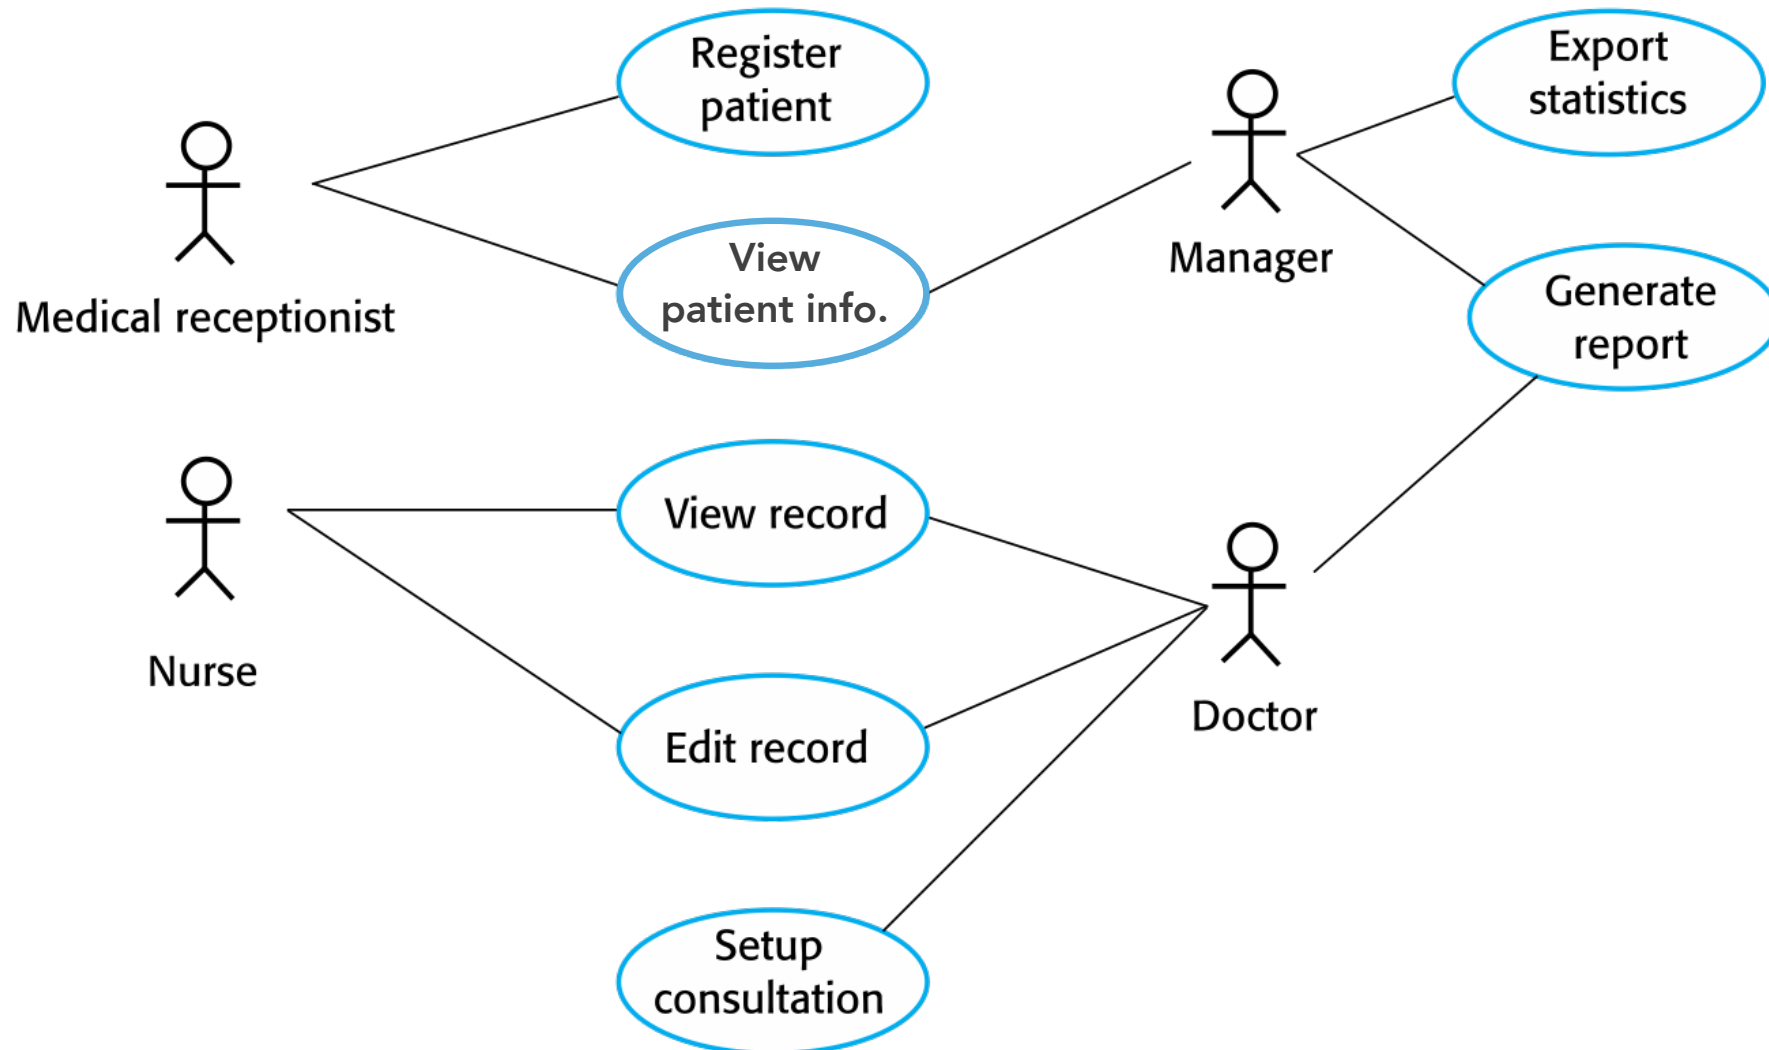 Register
patient
Export
statistics
Medical receptionist
View
patient info.
Manager
Generate
report
Nurse
View record
Doctor
Edit record
Setup
consultation